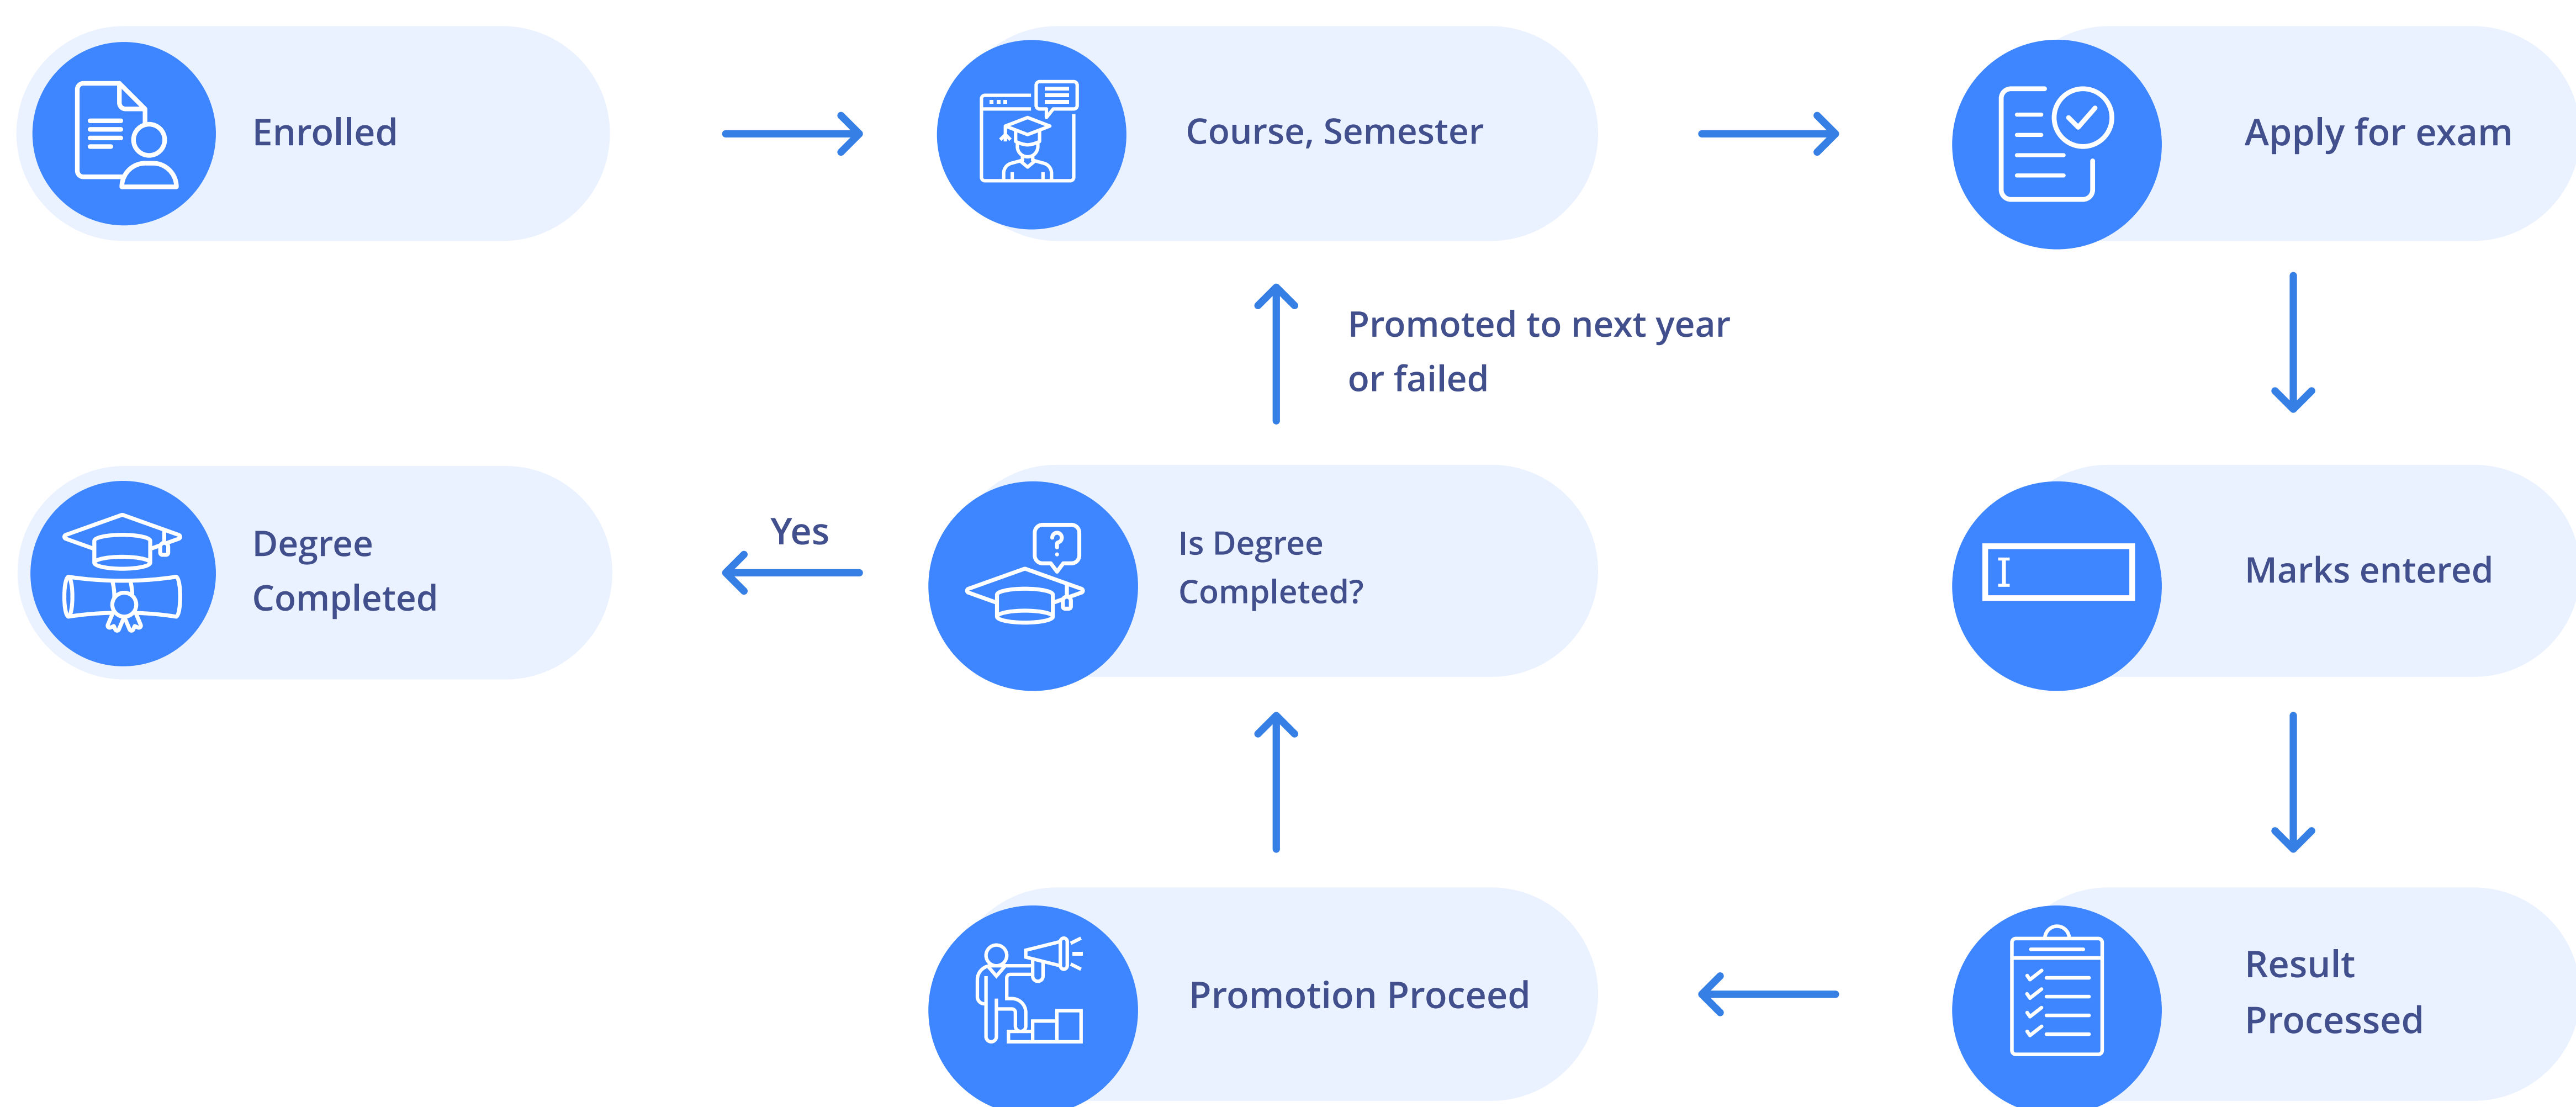 Enrolled
Course, Semester
Apply for exam
Promoted to next year
or failed
Degree
Completed
Yes
Is Degree
Completed?
?
Marks entered
Promotion Proceed
Result
Processed